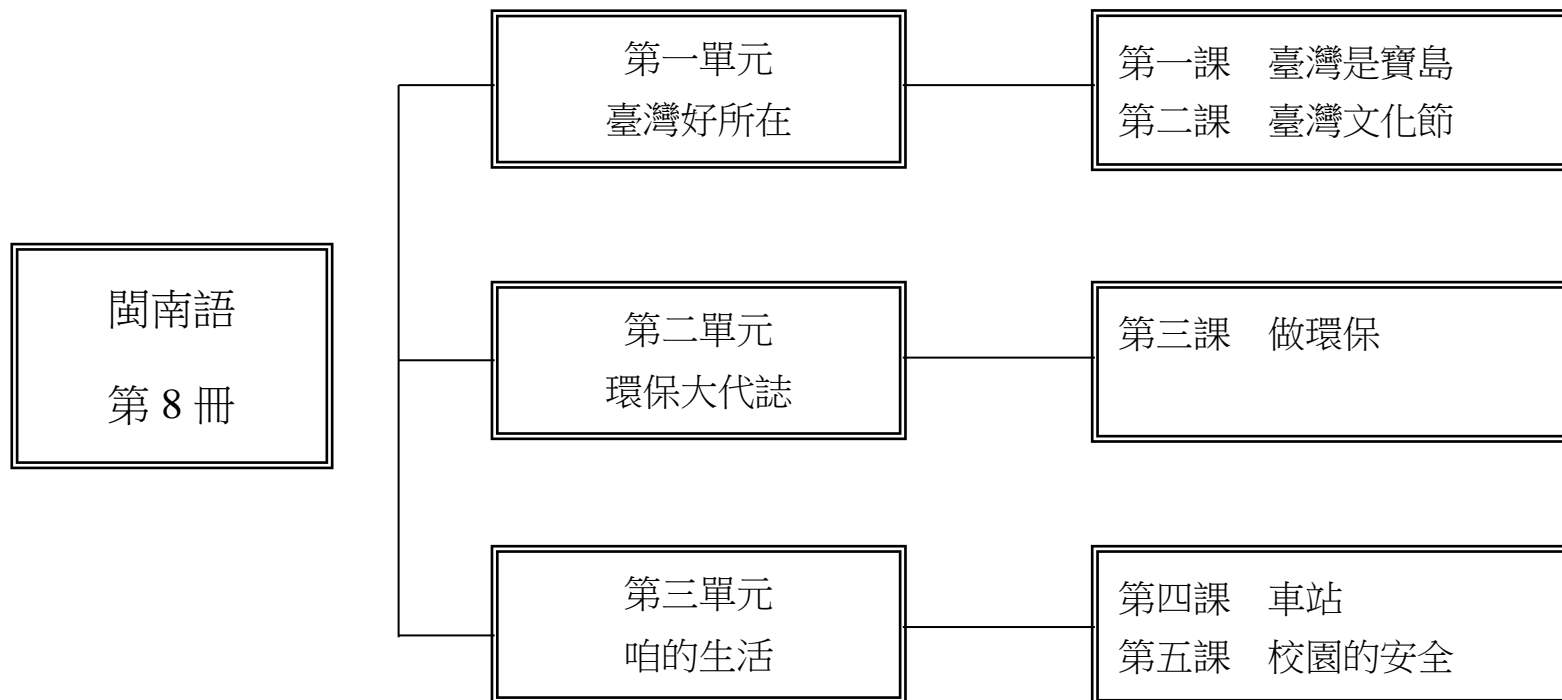 閩南語
第 8 冊
第一單元
臺灣好所在
第一課　臺灣是寶島
第二課　臺灣文化節
第二單元
環保大代誌
第三課　做環保
第三單元
咱的生活
第四課　車站
第五課　校園的安全